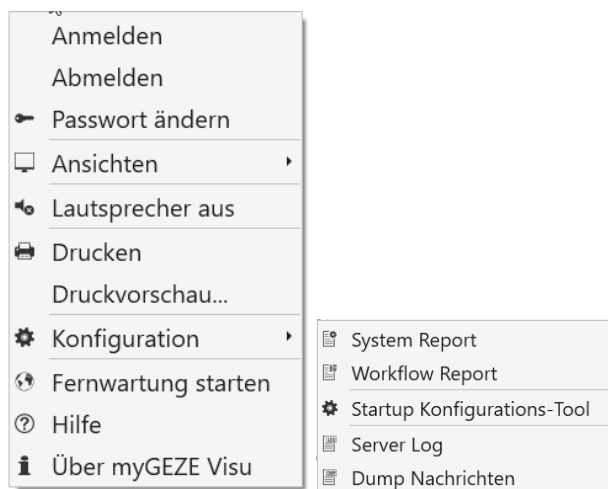 Anmelden
Abmelden
Passwort ändern
Ansichten
Lautsprecher aus
Drucken
Druckvorschau...
Konfiguration
Fernwartung starten
Hilfe
Über myGEZE Visu
System Report
Workflow Report
Startup Konfigurations-Tool
Server Log
Dump Nachrichten